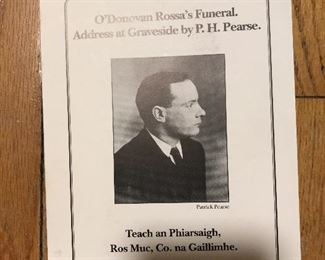 O'Donovan Rossa's Funeral.
Address at Graveside by P. H. Pearse.
Patrick Pearse
Teach an Phiarsaigh,
Ros Muc, Co. na Gaillimhe.